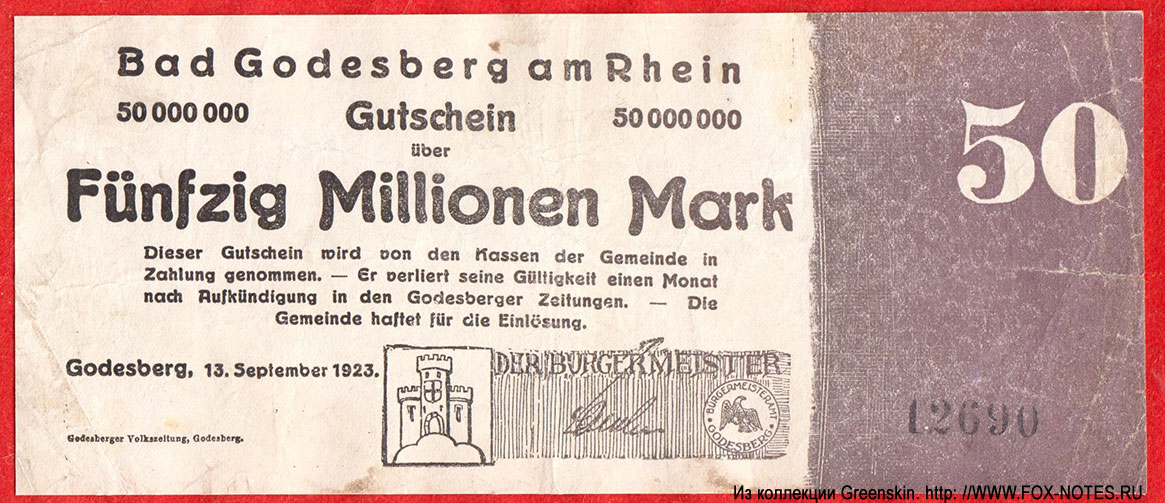 Bad Godesberg am Rhein
50 000 000 Gutschein 50 000 000
über
Fünfzig Millionen Mark
50
Dieser Gutschein wird von den Kassen der Gemeinde in
Zahlung genommen. — Er verliert seine Gültigkeit einen Monat
nach Aufkündigung in den Godesberger Zeitungen. — Die
Gemeinde haftet für die Einlösung.
Godesberg, 13. September 1923.
DER BÜRGERMEISTER
BÜRGERMEISTERAMT GODESBERG
12690
Godesberger Volkszeitung, Godesberg.
Из коллекции Greenskin. http: //WWW.FOX-NOTES.RU